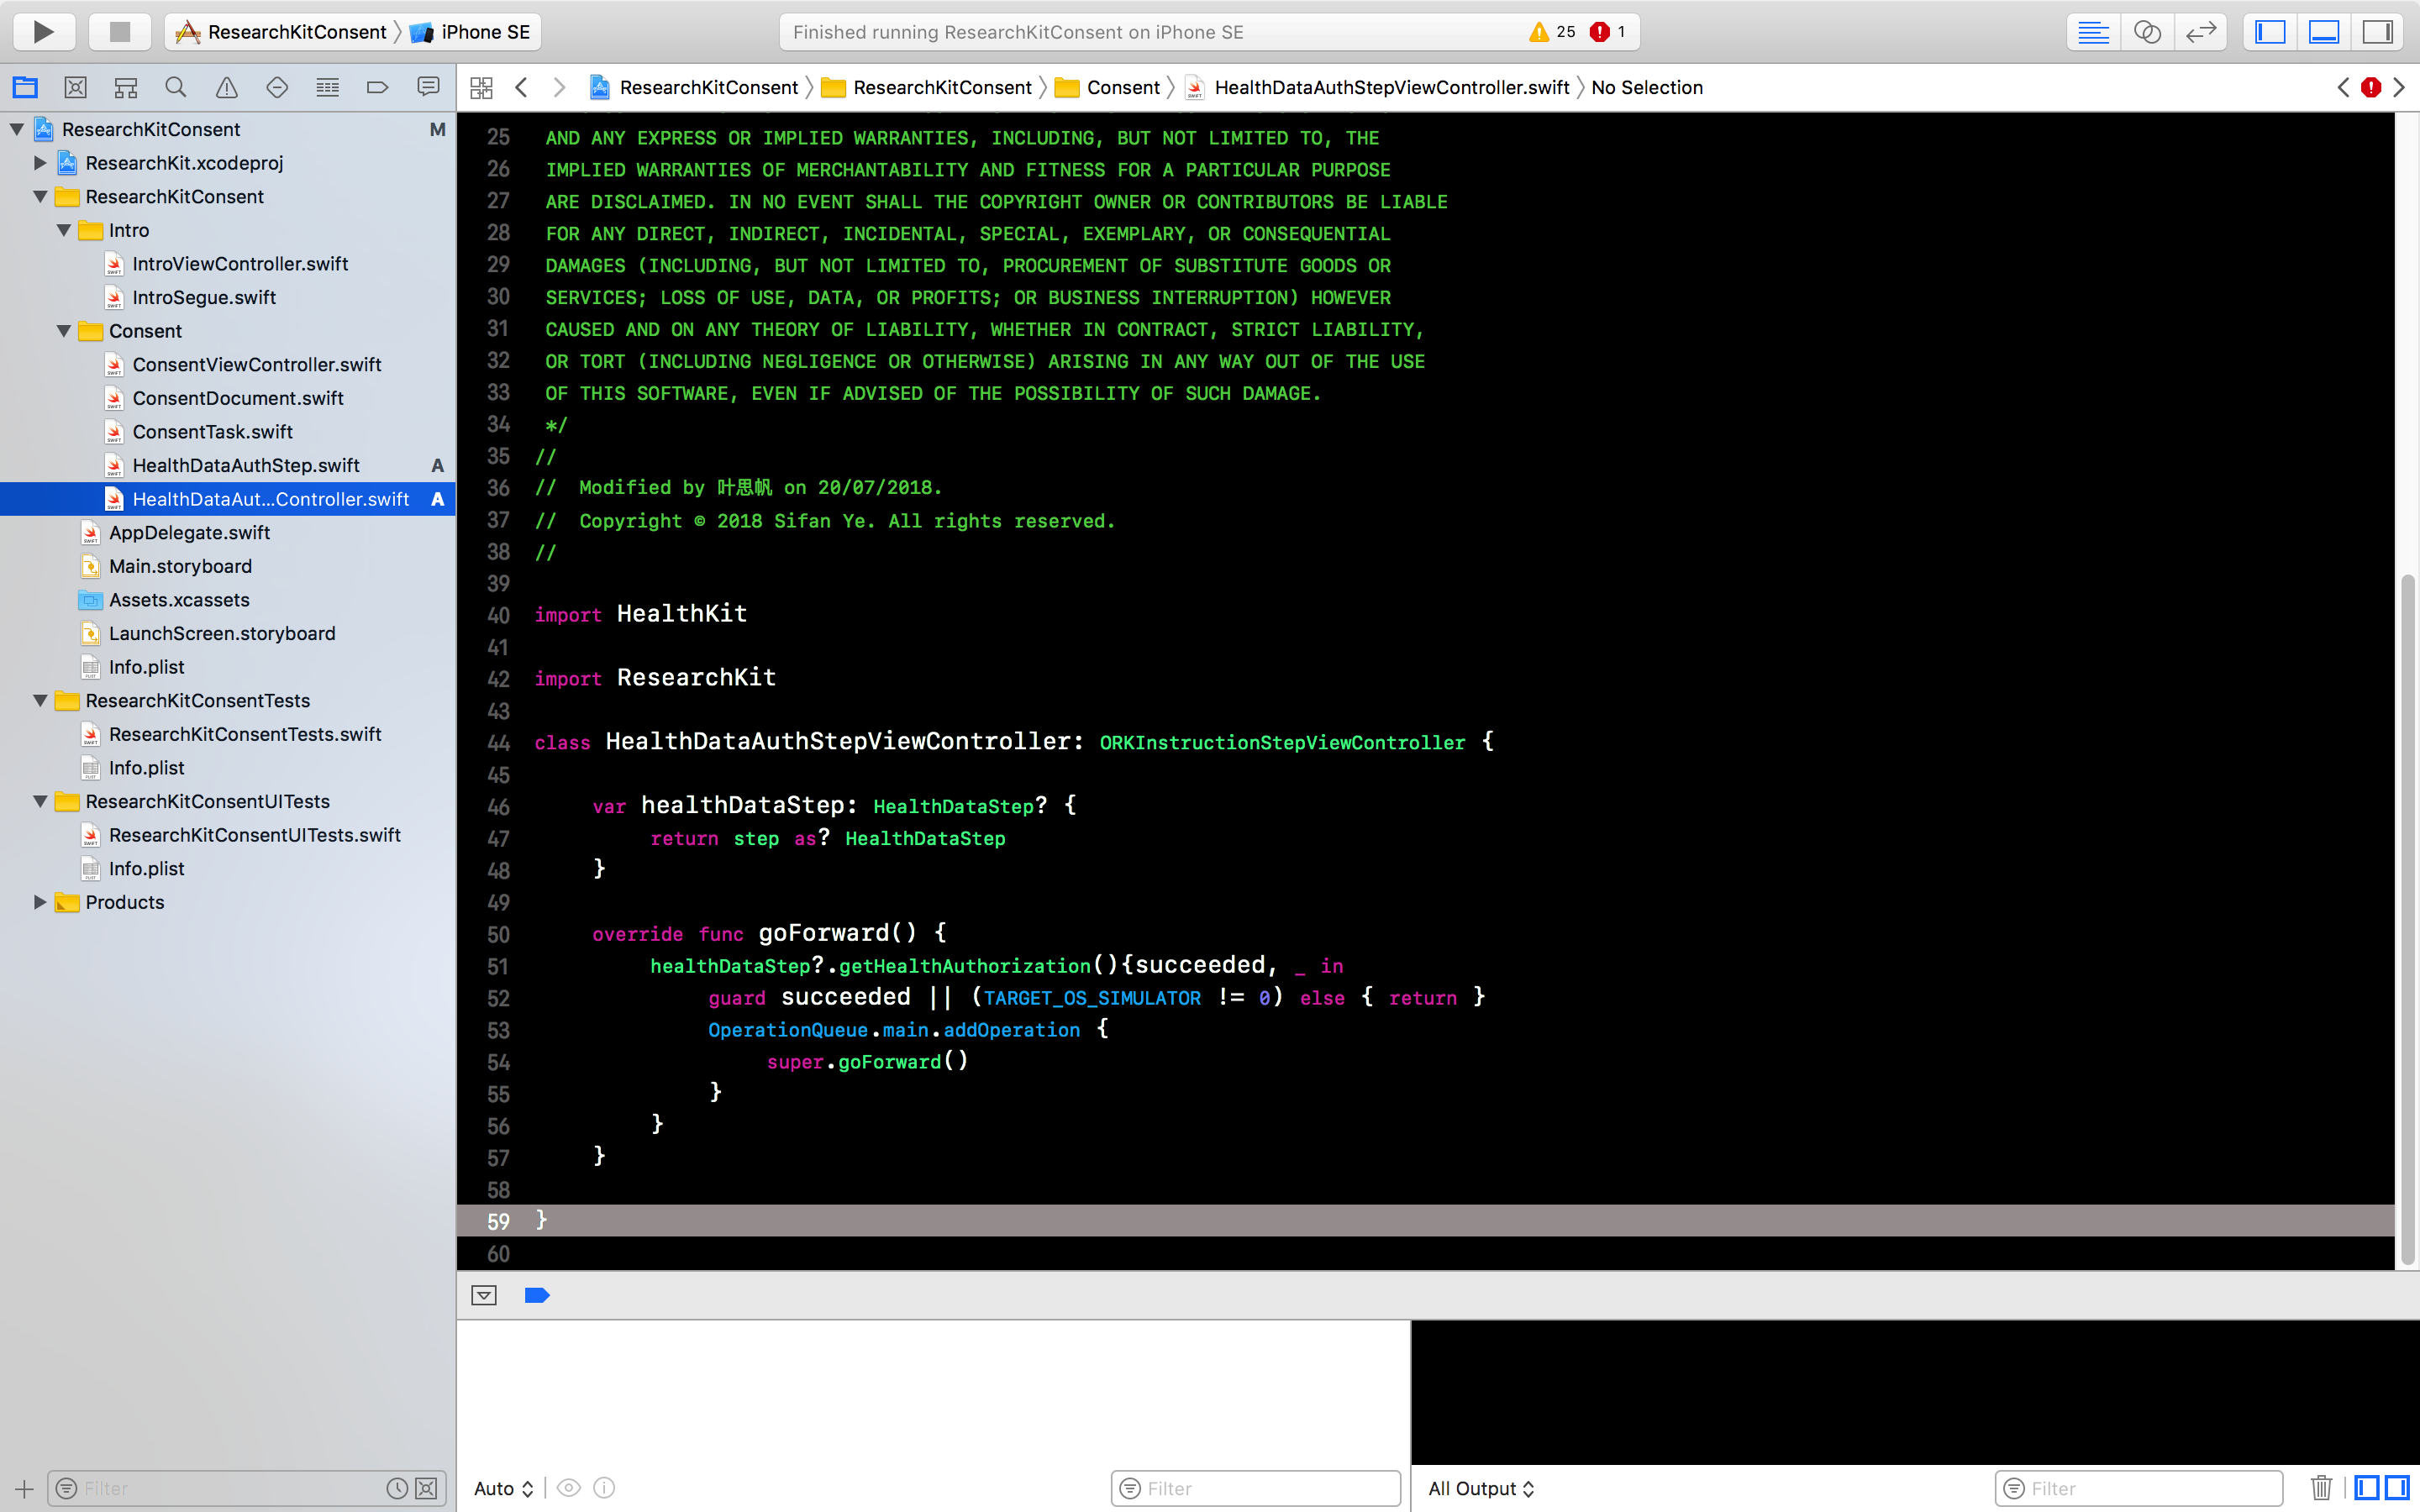 ResearchKitConsent iPhone SE
Finished running ResearchKitConsent on iPhone SE 25 1
ResearchKitConsent ResearchKitConsent Consent HealthDataAuthStepViewController.swift No Selection
ResearchKitConsent M
ResearchKit.xcodeproj
ResearchKitConsent
Intro
IntroViewController.swift
IntroSegue.swift
Consent
ConsentViewController.swift
ConsentDocument.swift
ConsentTask.swift
HealthDataAuthStep.swift A
HealthDataAut...Controller.swift A
AppDelegate.swift
Main.storyboard
Assets.xcassets
LaunchScreen.storyboard
Info.plist
ResearchKitConsentTests
ResearchKitConsentTests.swift
Info.plist
ResearchKitConsentUITests
ResearchKitConsentUITests.swift
Info.plist
Products
Filter
25 AND ANY EXPRESS OR IMPLIED WARRANTIES, INCLUDING, BUT NOT LIMITED TO, THE
26 IMPLIED WARRANTIES OF MERCHANTABILITY AND FITNESS FOR A PARTICULAR PURPOSE
27 ARE DISCLAIMED. IN NO EVENT SHALL THE COPYRIGHT OWNER OR CONTRIBUTORS BE LIABLE
28 FOR ANY DIRECT, INDIRECT, INCIDENTAL, SPECIAL, EXEMPLARY, OR CONSEQUENTIAL
29 DAMAGES (INCLUDING, BUT NOT LIMITED TO, PROCUREMENT OF SUBSTITUTE GOODS OR
30 SERVICES; LOSS OF USE, DATA, OR PROFITS; OR BUSINESS INTERRUPTION) HOWEVER
31 CAUSED AND ON ANY THEORY OF LIABILITY, WHETHER IN CONTRACT, STRICT LIABILITY,
32 OR TORT (INCLUDING NEGLIGENCE OR OTHERWISE) ARISING IN ANY WAY OUT OF THE USE
33 OF THIS SOFTWARE, EVEN IF ADVISED OF THE POSSIBILITY OF SUCH DAMAGE.
34 */
35 //
36 // Modified by 叶思帆 on 20/07/2018.
37 // Copyright © 2018 Sifan Ye. All rights reserved.
38 //
39
40 import HealthKit
41
42 import ResearchKit
43
44 class HealthDataAuthStepViewController: ORKInstructionStepViewController {
45
46 var healthDataStep: HealthDataStep? {
47 return step as? HealthDataStep
48 }
49
50 override func goForward() {
51 healthDataStep?.getHealthAuthorization(){succeeded, _ in
52 guard succeeded || (TARGET_OS_SIMULATOR != 0) else { return }
53 OperationQueue.main.addOperation {
54 super.goForward()
55 }
56 }
57 }
58
59 }
60
Auto Filter
All Output Filter